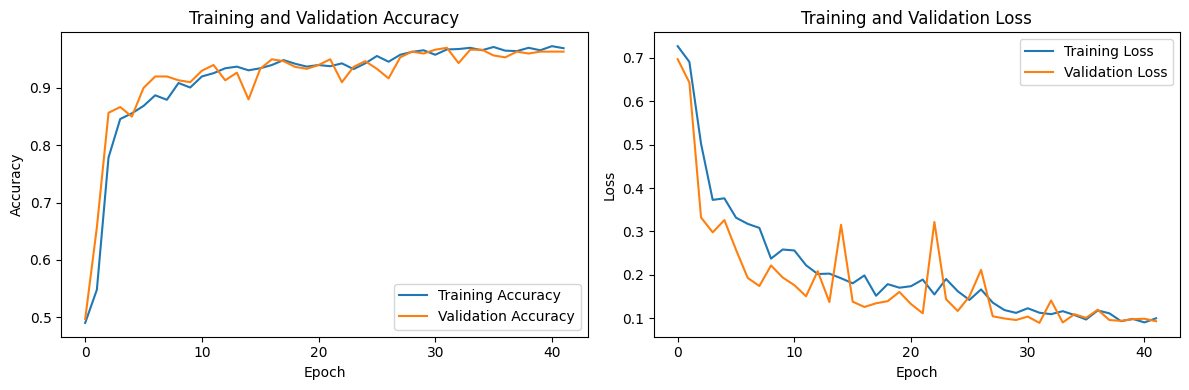 Training and Validation Accuracy
Accuracy
0.9
0.8
0.7
0.6
0.5
Training Accuracy
Validation Accuracy
0
10
20
30
40
Epoch
Training and Validation Loss
Loss
0.7
0.6
0.5
0.4
0.3
0.2
0.1
Training Loss
Validation Loss
0
10
20
30
40
Epoch